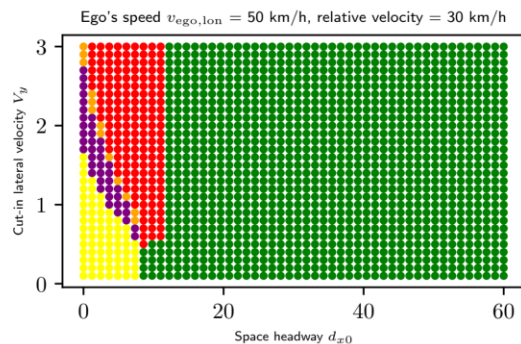 Ego's speed v_ego,lon = 50 km/h, relative velocity = 30 km/h
Cut-in lateral velocity V_y
3
2
1
0
0 20 40 60
Space headway d_x0